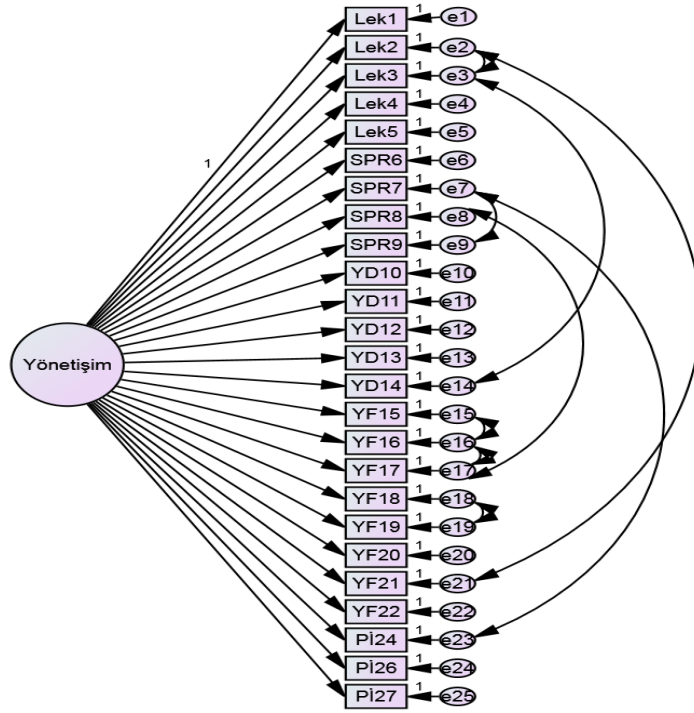 Lek1 1 e1
Lek2 1 e2
Lek3 1 e3
Lek4 1 e4
Lek5 1 e5
SPR6 1 e6
1
SPR7 1 e7
SPR8 1 e8
SPR9 1 e9
YD10 1 e10
YD11 1 e11
YD12 1 e12
YD13 1 e13
Yönetişim
YD14 1 e14
YF15 1 e15
YF16 1 e16
YF17 1 e17
YF18 1 e18
YF19 1 e19
YF20 1 e20
YF21 1 e21
YF22 1 e22
Pİ24 1 e23
Pİ26 1 e24
Pİ27 1 e25